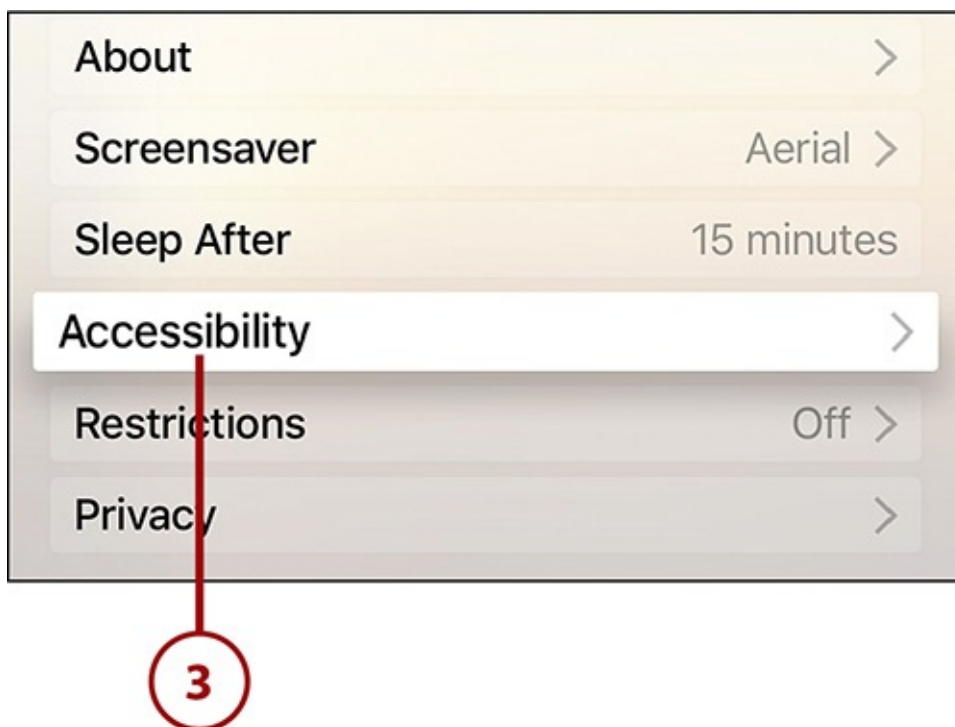 About
Screensaver Aerial
Sleep After 15 minutes
Accessibility
Restrictions Off
Privacy
3